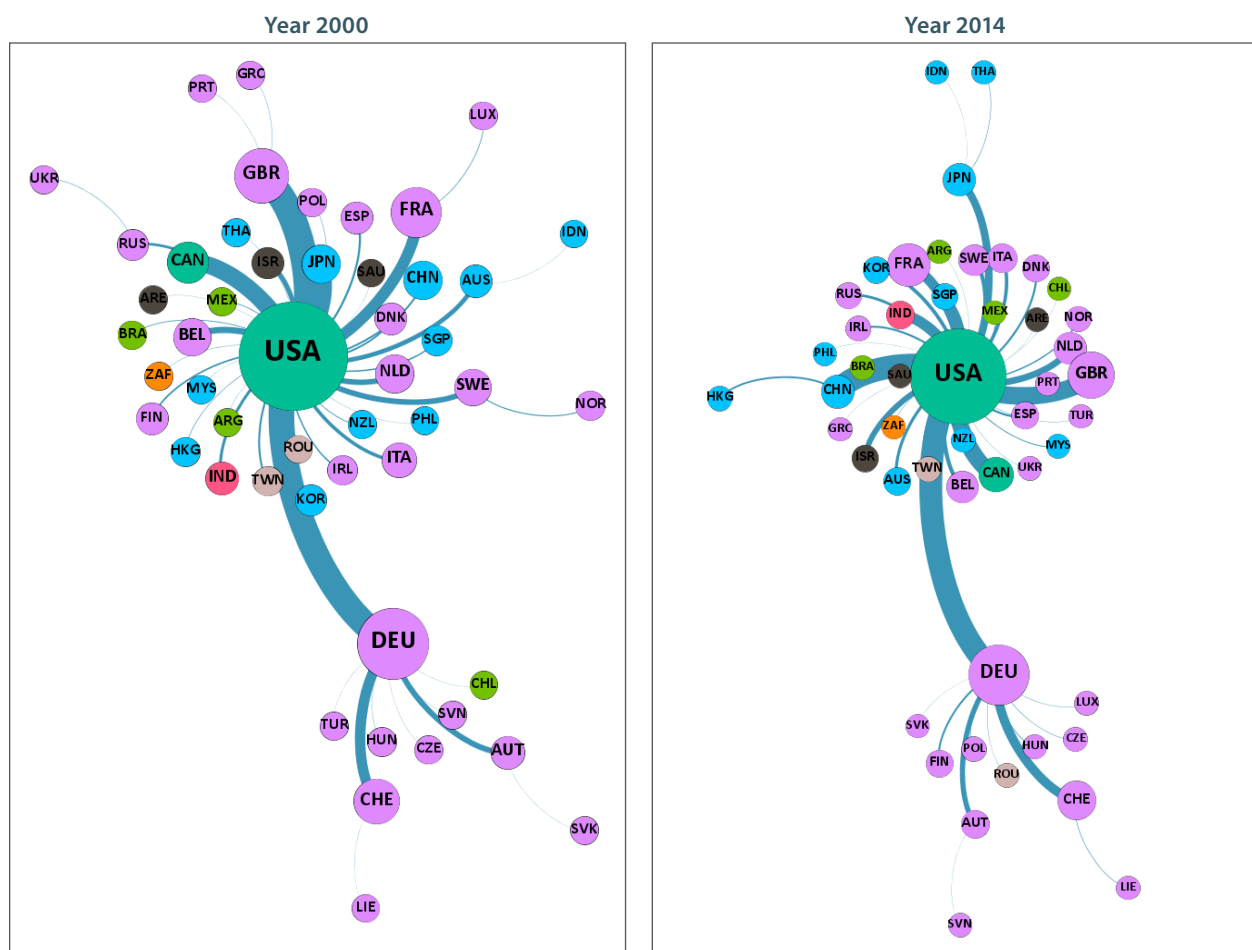 Year 2000
GRC
PRT
LUX
GBR
UKR
POL
FRA
ESP
THA
IDN
RUS
CAN
ISR
JPN
SAU
CHN
AUS
ARE
MEX
DNK
BRA
BEL
SGP
USA
NLD
ZAF
MYS
SWE
NOR
FIN
ARG
NZL
PHL
HKG
ROU
ITA
IND
TWN
IRL
KOR
DEU
CHL
SVN
TUR
HUN
CZE
AUT
CHE
SVK
LIE
Year 2014
IDN
THA
JPN
ARG
SWE
ITA
KOR
FRA
DNK
SGP
CHL
RUS
MEX
IND
ARE
NOR
IRL
NLD
PHL
BRA
SAU
USA
GBR
CHN
PRT
HKG
ESP
TUR
GRC
ZAF
NZL
MYS
ISR
TWN
UKR
AUS
BEL
CAN
DEU
LUX
SVK
CZE
POL
HUN
FIN
ROU
CHE
AUT
LIE
SVN